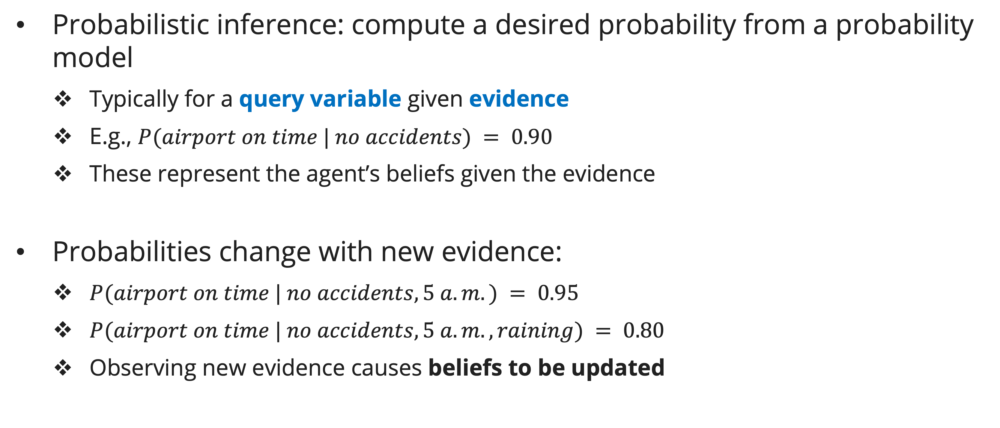 • Probabilistic inference: compute a desired probability from a probability
model
❖ Typically for a query variable given evidence
❖ E.g., P(airport on time | no accidents) = 0.90
❖ These represent the agent’s beliefs given the evidence
• Probabilities change with new evidence:
❖ P(airport on time | no accidents, 5 a.m.) = 0.95
❖ P(airport on time | no accidents, 5 a.m., raining) = 0.80
❖ Observing new evidence causes beliefs to be updated